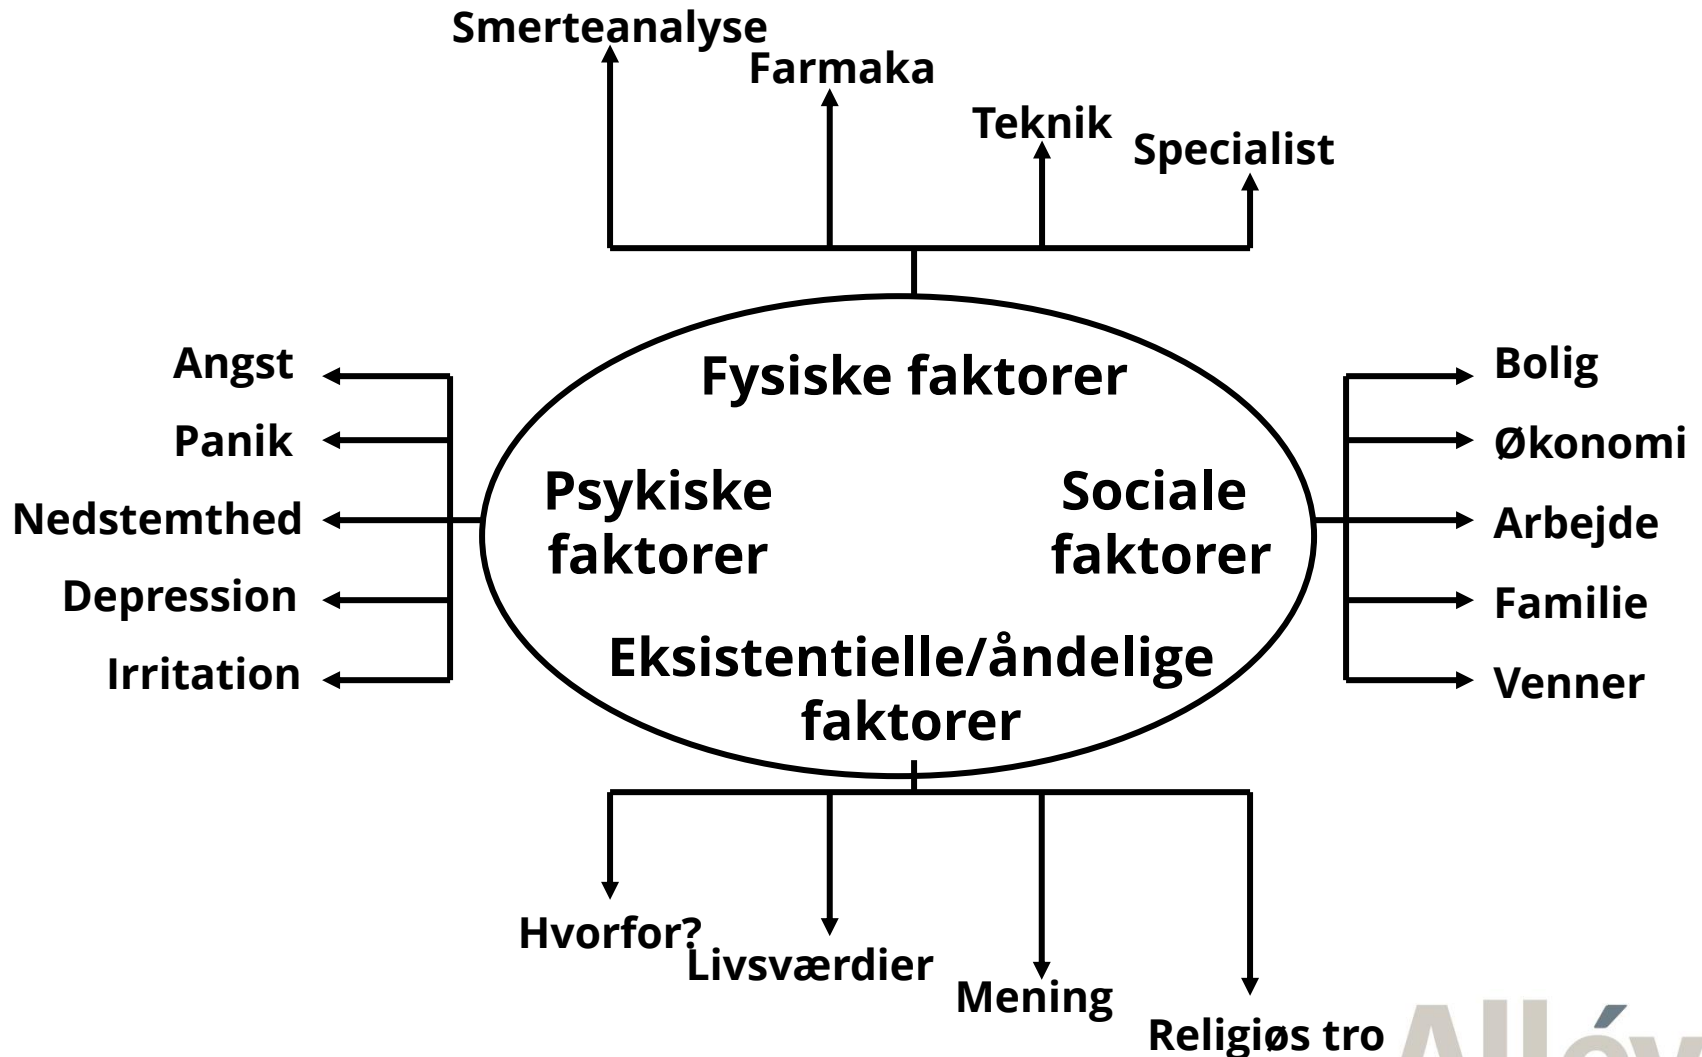 Smerteanalyse
Farmaka
Teknik
Specialist
Fysiske faktorer
Psykiske
faktorer
Sociale
faktorer
Eksistentielle/åndelige
faktorer
Angst
Panik
Nedstemthed
Depression
Irritation
Bolig
Økonomi
Arbejde
Familie
Venner
Hvorfor?
Livsværdier
Mening
Religiøs tro